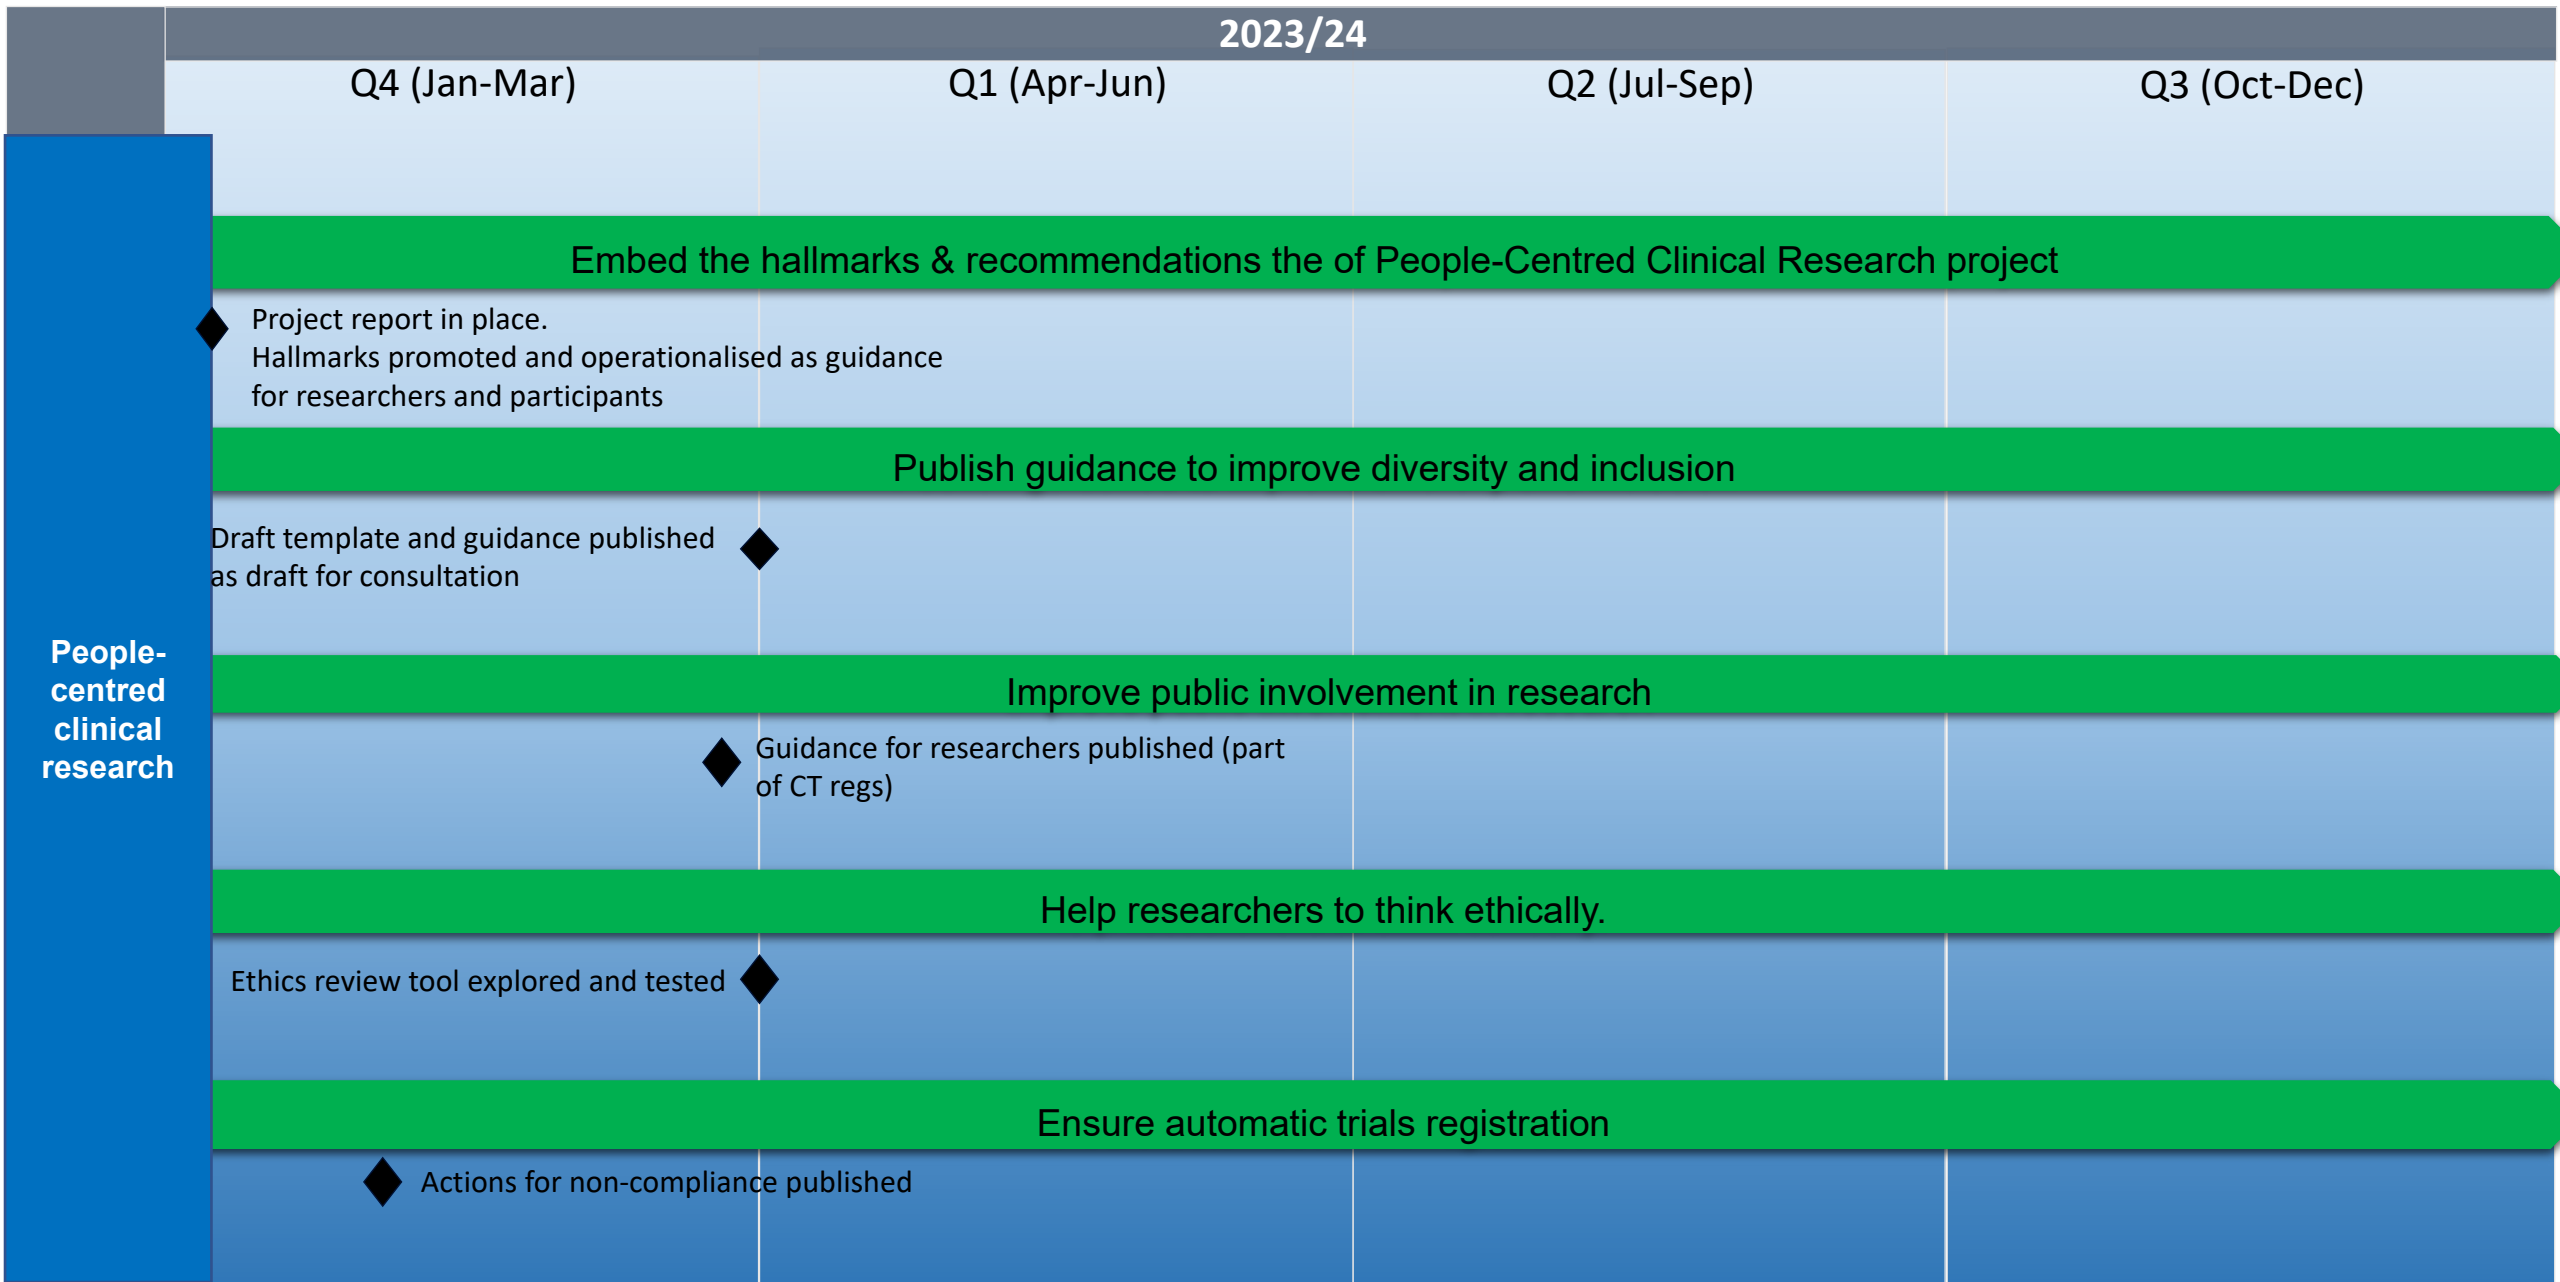 2023/24
Q4 (Jan-Mar)
Q1 (Apr-Jun)
Q2 (Jul-Sep)
Q3 (Oct-Dec)
People-
centred
clinical
research
Embed the hallmarks & recommendations the of People-Centred Clinical Research project
Project report in place.
Hallmarks promoted and operationalised as guidance
for researchers and participants
Publish guidance to improve diversity and inclusion
Draft template and guidance published
as draft for consultation
Improve public involvement in research
Guidance for researchers published (part
of CT regs)
Help researchers to think ethically.
Ethics review tool explored and tested
Ensure automatic trials registration
Actions for non-compliance published